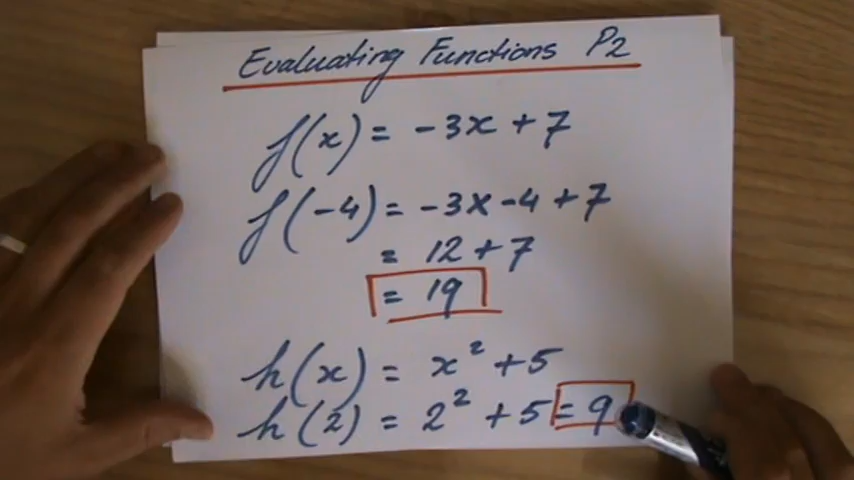 Evaluating Functions P2
f(x) = -3x + 7
f(-4) = -3x -4 + 7
= 12 + 7
= 19
h(x) = x² + 5
h(2) = 2² + 5 = 9